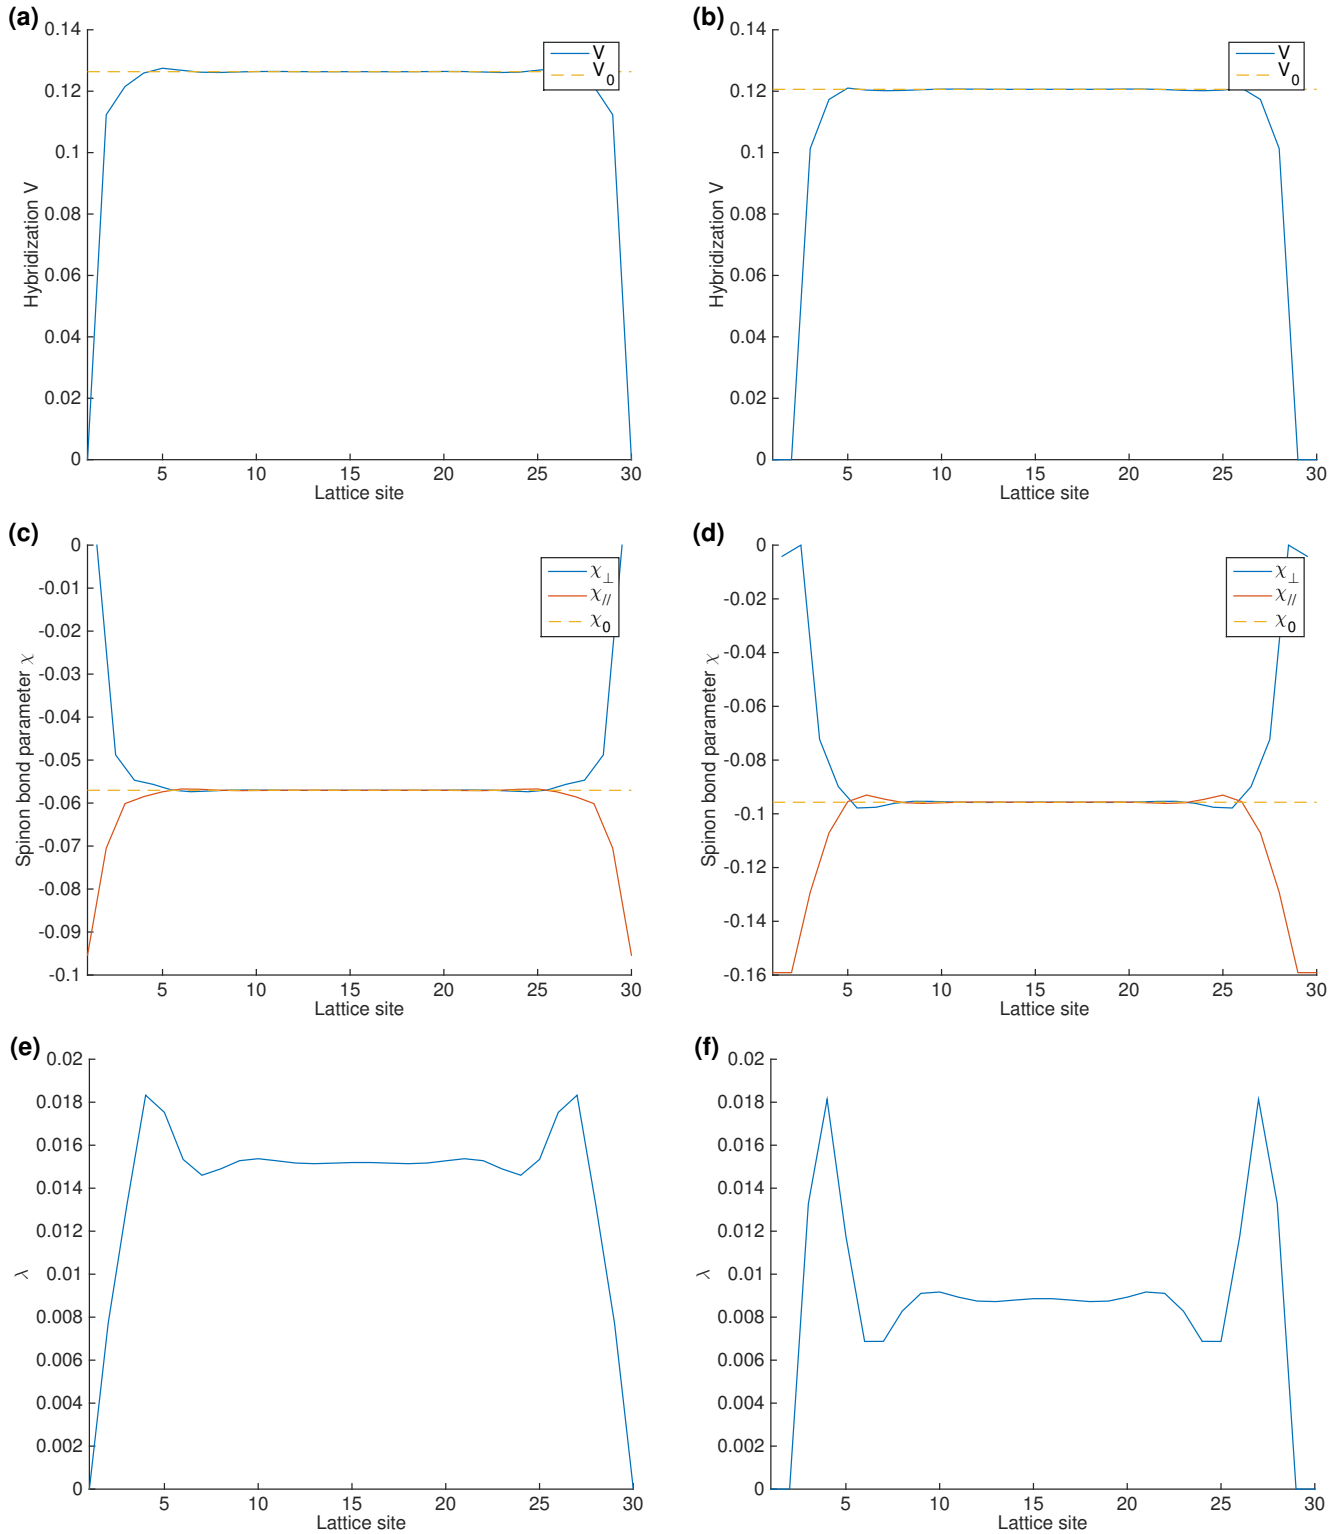 (a)
0.14
0.12
0.1
0.08
0.06
0.04
0.02
0
Hybridization V
V
V₀
5 10 15 20 25 30
Lattice site
(b)
0.14
0.12
0.1
0.08
0.06
0.04
0.02
0
Hybridization V
V
V₀
5 10 15 20 25 30
Lattice site
(c)
0
-0.01
-0.02
-0.03
-0.04
-0.05
-0.06
-0.07
-0.08
-0.09
-0.1
Spinon bond parameter χ
χ⊥
χ//
χ₀
5 10 15 20 25 30
Lattice site
(d)
0
-0.02
-0.04
-0.06
-0.08
-0.1
-0.12
-0.14
-0.16
Spinon bond parameter χ
χ⊥
χ//
χ₀
5 10 15 20 25 30
Lattice site
(e)
0.02
0.018
0.016
0.014
0.012
0.01
0.008
0.006
0.004
0.002
0
λ
5 10 15 20 25 30
Lattice site
(f)
0.02
0.018
0.016
0.014
0.012
0.01
0.008
0.006
0.004
0.002
0
λ
5 10 15 20 25 30
Lattice site